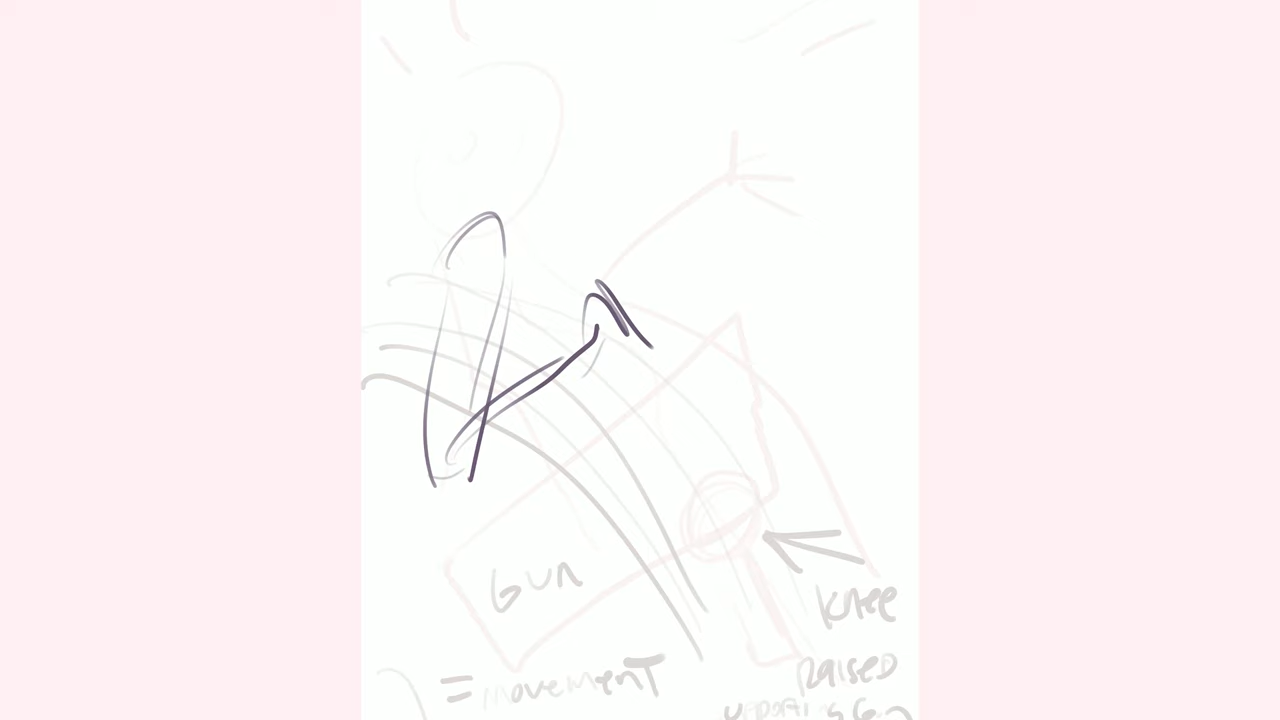 GUN
KNEE
= movemenT
RaiseD